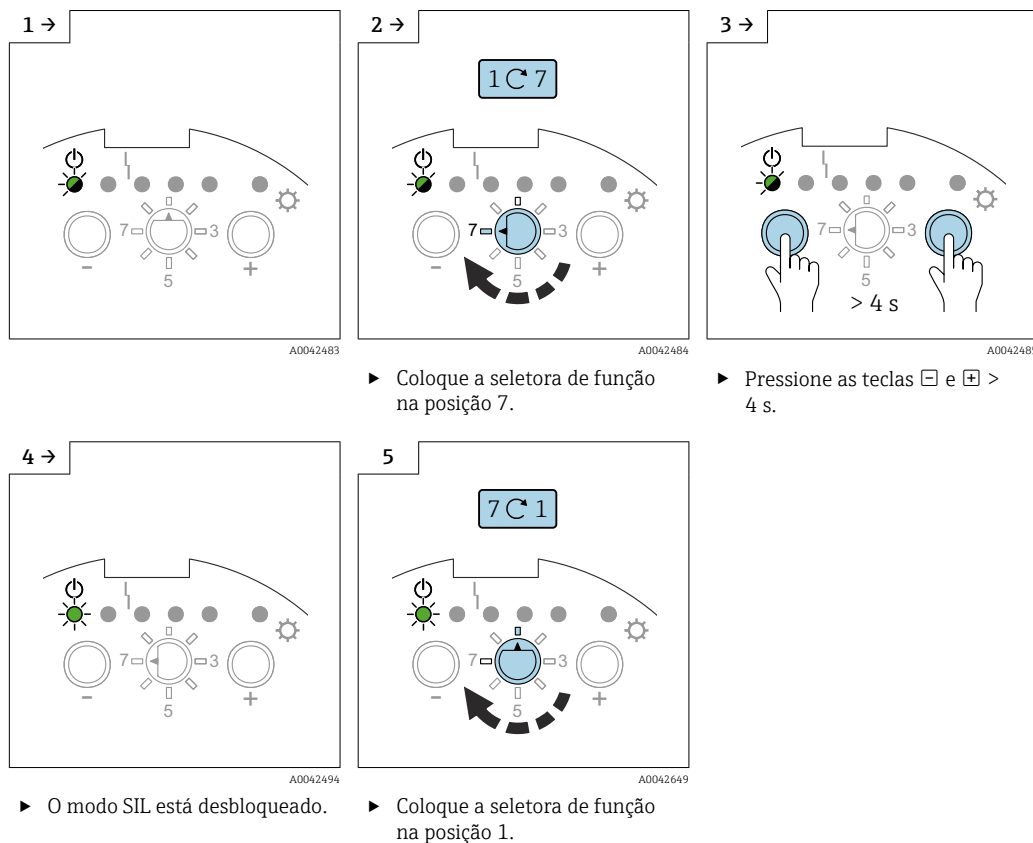 1 →
7
3
5
−
+
A0042483
2 →
1 7
7
3
5
−
+
A0042484
▸ Coloque a seletora de função
na posição 7.
3 →
7
3
5
> 4 s
▸ Pressione as teclas ⊟ e ⊞ >
4 s.
4 →
7
3
5
−
+
A0042494
▸ O modo SIL está desbloqueado.
5
7 1
7
3
5
−
+
A0042649
▸ Coloque a seletora de função
na posição 1.